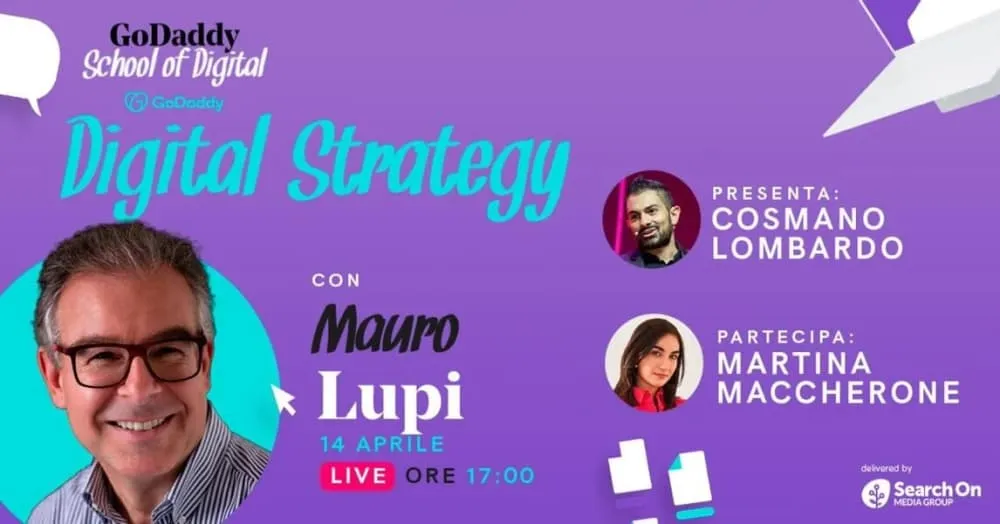 GoDaddy
School of Digital
GoDaddy
Digital Strategy
CON
Mauro
Lupi
14 APRILE
LIVE ORE 17:00
PRESENTA:
COSMANO
LOMBARDO
PARTECIPA:
MARTINA
MACCHERONE
delivered by
Search On
MEDIA GROUP